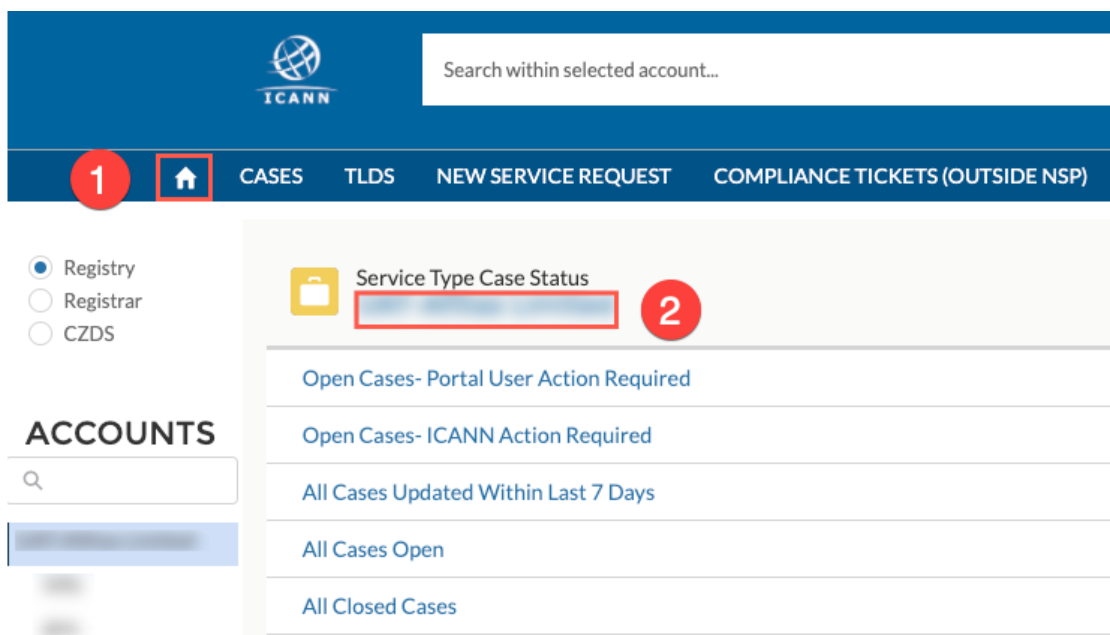 ICANN
Search within selected account...
1
CASES
TLDS
NEW SERVICE REQUEST
COMPLIANCE TICKETS (OUTSIDE NSP)
Registry
Registrar
CZDS
ACCOUNTS
Service Type Case Status
2
Open Cases- Portal User Action Required
Open Cases- ICANN Action Required
All Cases Updated Within Last 7 Days
All Cases Open
All Closed Cases